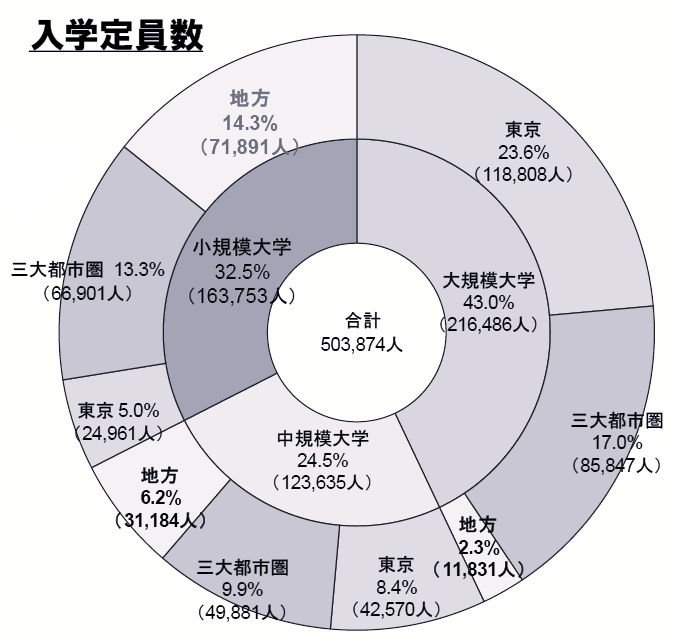 入学定員数
地方
14.3%
（71,891人）
東京
23.6%
（118,808人）
小規模大学
32.5%
（163,753人）
三大都市圏 13.3%
（66,901人）
大規模大学
43.0%
（216,486人）
合計
503,874人
東京 5.0%
（24,961人）
中規模大学
24.5%
（123,635人）
三大都市圏
17.0%
（85,847人）
地方
6.2%
（31,184人）
地方
2.3%
（11,831人）
三大都市圏
9.9%
（49,881人）
東京
8.4%
（42,570人）